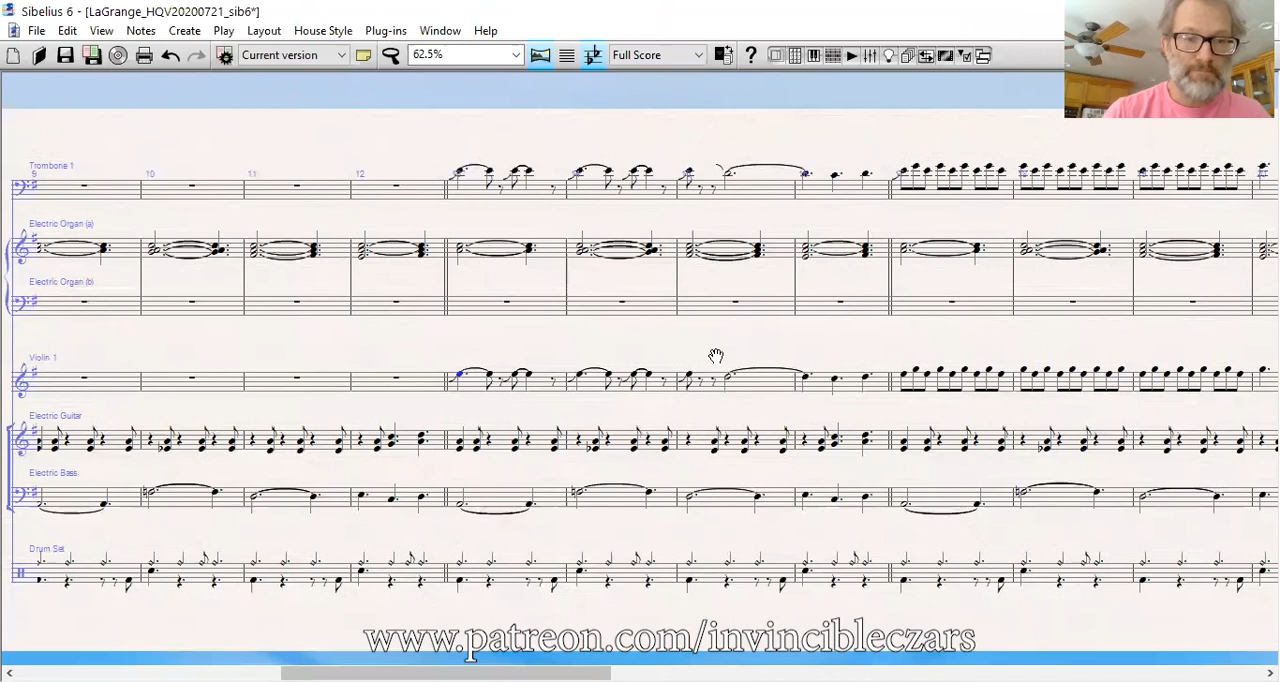 Sibelius 6 - [LaGrange_HQV20200721_sib6*]
File Edit View Notes Create Play Layout House Style Plug-ins Window Help
Current version 62.5% Full Score ?
Trombone 1
9 10 11 12
Electric Organ (a)
Electric Organ (b)
Violin 1
Electric Guitar
Electric Bass
Drum Set
www.patreon.com/invincibleczars